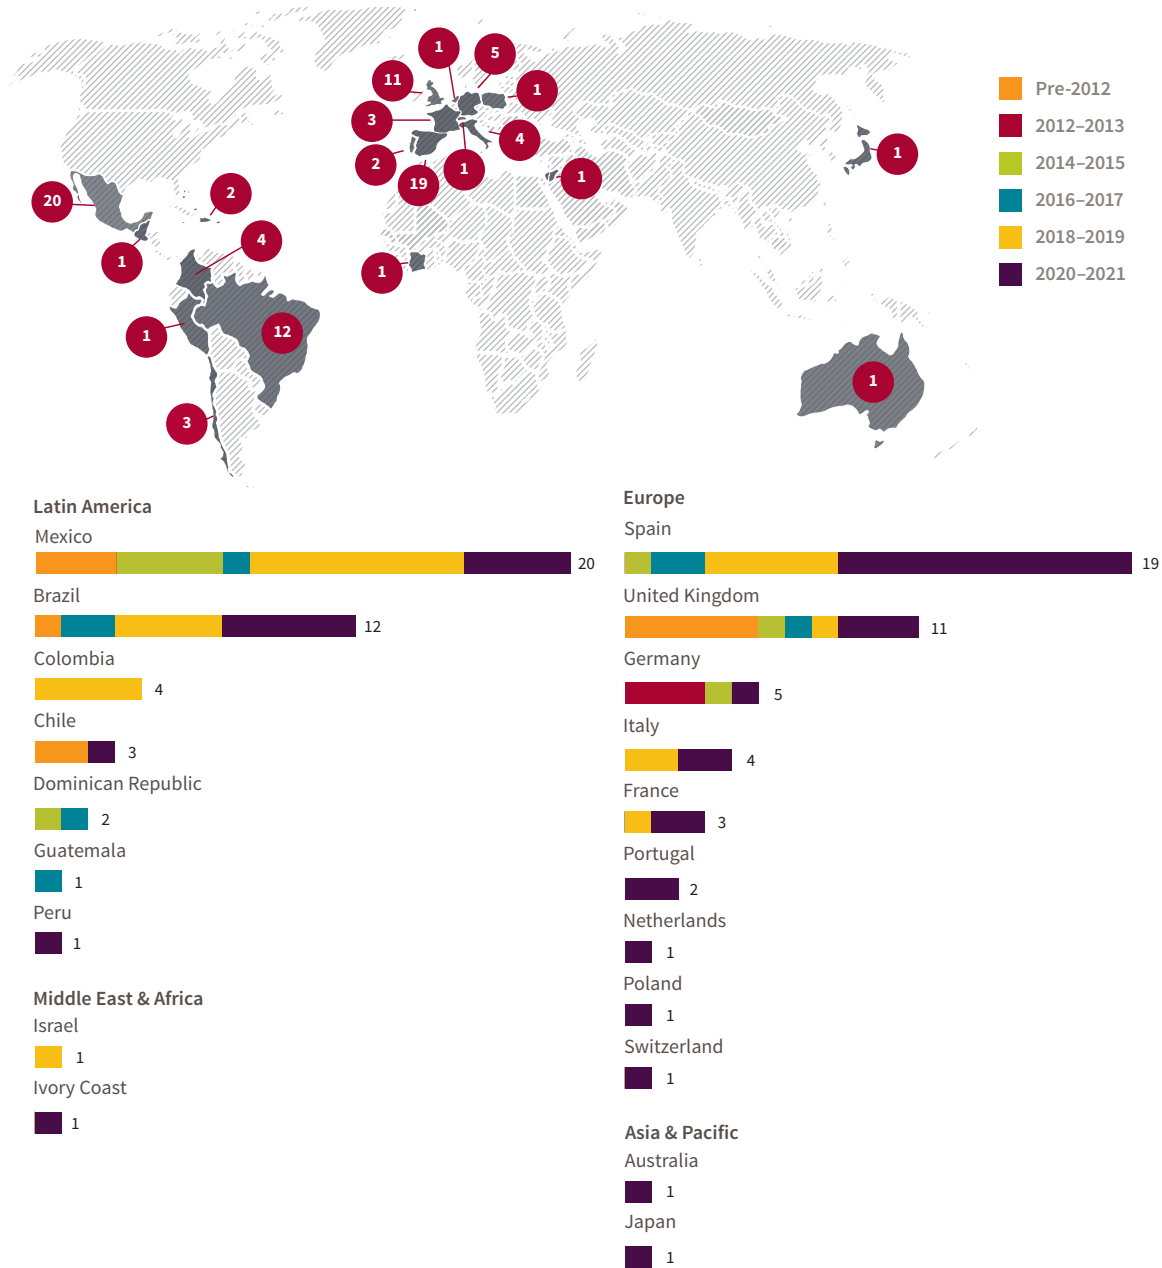 1
5
11
1
3
4
1
2
1
19
1
20
2
4
1
1
1
12
1
3
Pre-2012
2012–2013
2014–2015
2016–2017
2018–2019
2020–2021
Latin America
Mexico
20
Brazil
12
Colombia
4
Chile
3
Dominican Republic
2
Guatemala
1
Peru
1
Middle East & Africa
Israel
1
Ivory Coast
1
Europe
Spain
19
United Kingdom
11
Germany
5
Italy
4
France
3
Portugal
2
Netherlands
1
Poland
1
Switzerland
1
Asia & Pacific
Australia
1
Japan
1